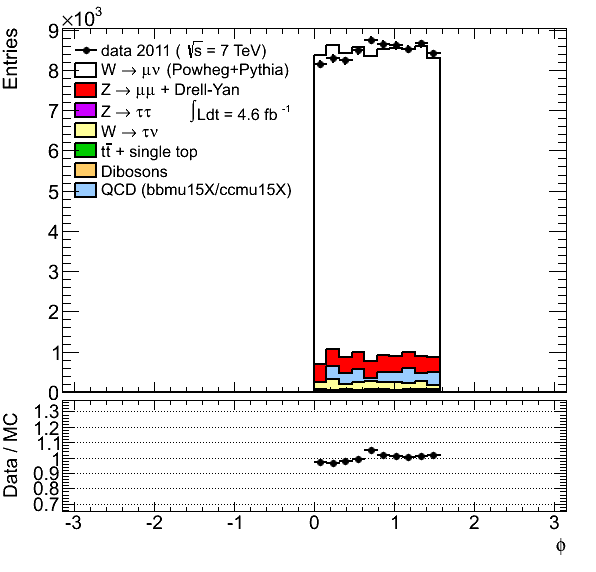 ×10³
Entries
9
8
7
6
5
4
3
2
1
0
data 2011 ( √s = 7 TeV)
W → μν (Powheg+Pythia)
Z → μμ + Drell-Yan
Z → ττ
∫Ldt = 4.6 fb⁻¹
W → τν
tt̄ + single top
Dibosons
QCD (bbmu15X/ccmu15X)
Data / MC
1.3
1.2
1.1
1
0.9
0.8
0.7
-3 -2 -1 0 1 2 3
ϕ